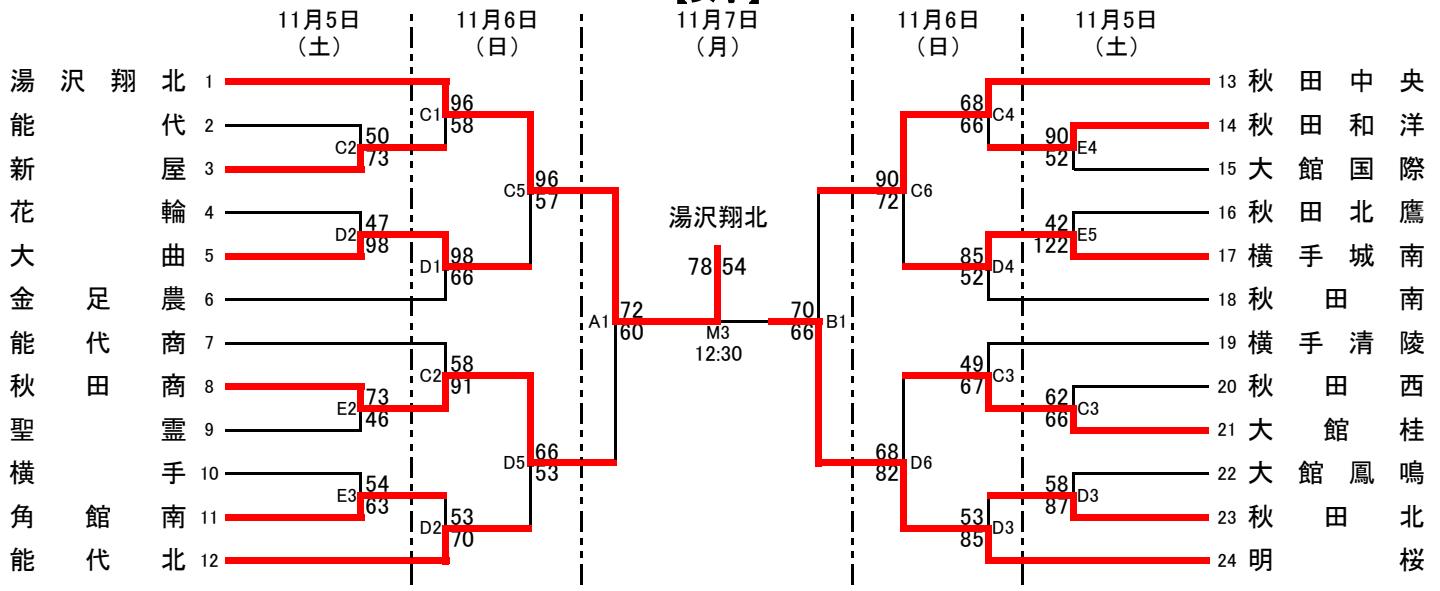 11月5日 11月6日 11月7日 11月6日 11月5日
（土） （日） （月） （日） （土）
湯沢翔北 1
能代 2
新屋 3
花輪 4
大曲 5
金足農 6
能代商 7
秋田商 8
聖霊 9
横手 10
角館南 11
能代北 12
C2 50
73
D2 47
98
E2 73
46
E3 54
63
C1 96
58
D1 98
66
C2 58
91
D2 53
70
C5 96
57
D5 66
53
A1 72
60
湯沢翔北
78 54
M3
12:30
70 B1
66
90 C6
72
68 D6
82
68 C4
66
85 D4
52
49 C3
67
53 D3
85
90 E4
52
42 E5
122
62 C3
66
58 D3
87
13 秋田中央
14 秋田和洋
15 大館国際
16 秋田北鷹
17 横手城南
18 秋田南
19 横手清陵
20 秋田西
21 大館桂
22 大館鳳鳴
23 秋田北
24 明桜